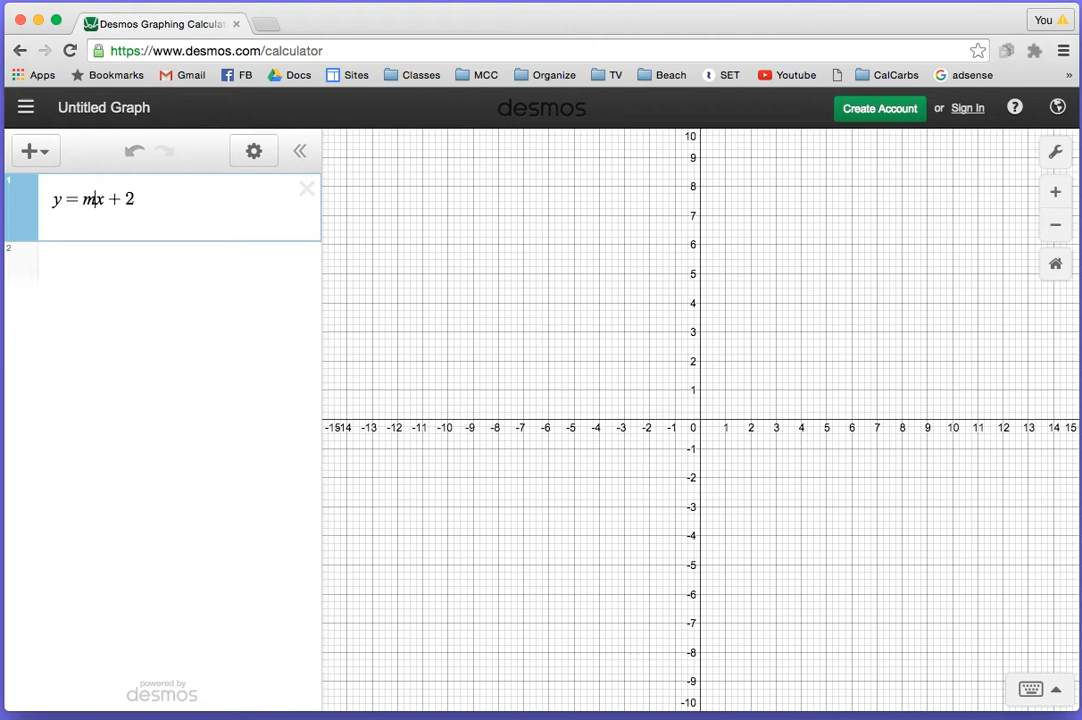 Desmos Graphing Calcula
You
https://www.desmos.com/calculator
Apps Bookmarks Gmail FB Docs Sites Classes MCC Organize TV Beach SET Youtube CalCarbs adsense »
Untitled Graph
desmos
Create Account or Sign In
1
y = mx + 2
2
10
9
8
7
6
5
4
3
2
1
-15 -14 -13 -12 -11 -10 -9 -8 -7 -6 -5 -4 -3 -2 -1 0 1 2 3 4 5 6 7 8 9 10 11 12 13 14 15
-1
-2
-3
-4
-5
-6
-7
-8
-9
-10
powered by
desmos